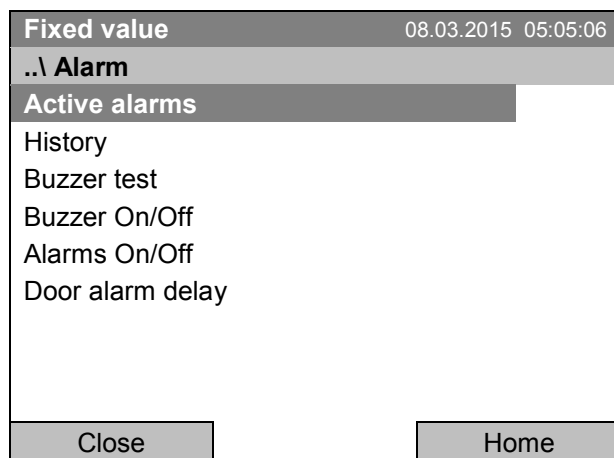 Fixed value 08.03.2015 05:05:06
..\ Alarm
Active alarms
History
Buzzer test
Buzzer On/Off
Alarms On/Off
Door alarm delay
Close Home